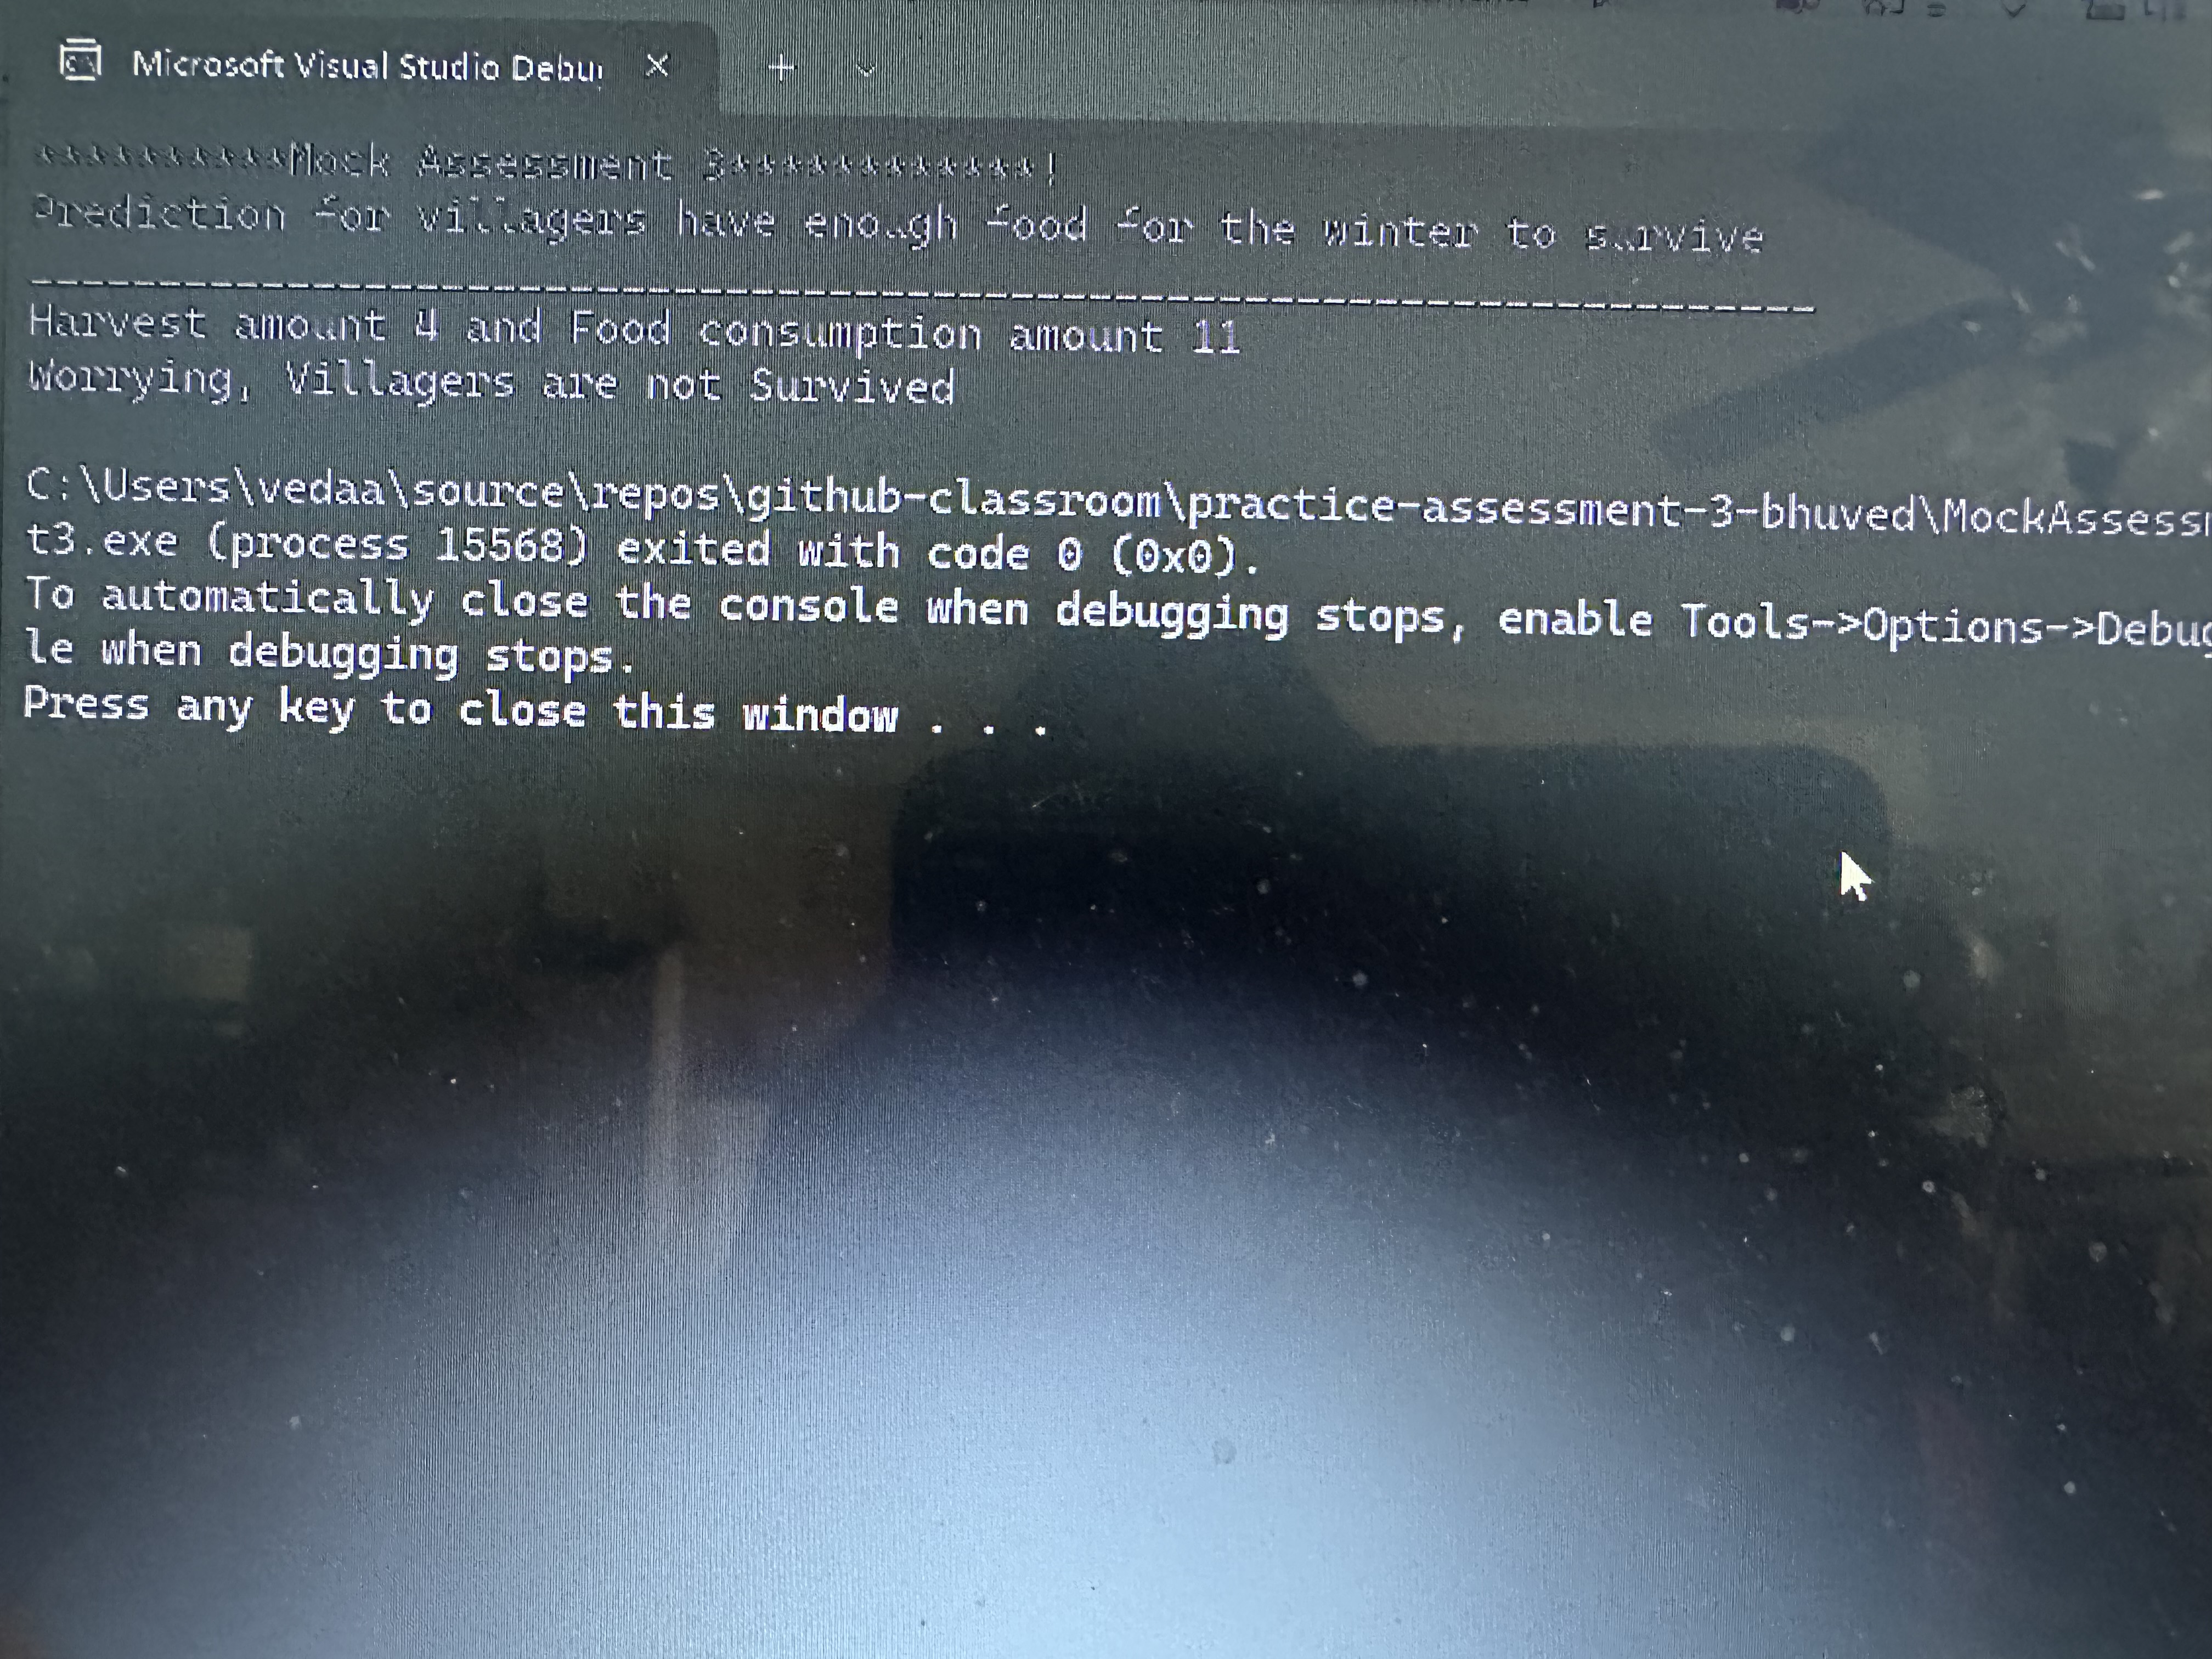 Microsoft Visual Studio Debu
**********Mock Assessment 3************!
Prediction for villagers have enough food for the winter to survive
---------------------------------------------------------------------
Harvest amount 4 and Food consumption amount 11
Worrying, Villagers are not Survived
C:\Users\vedaa\source\repos\github-classroom\practice-assessment-3-bhuved\MockAssess
t3.exe (process 15568) exited with code 0 (0x0).
To automatically close the console when debugging stops, enable Tools->Options->Debug
le when debugging stops.
Press any key to close this window . . .